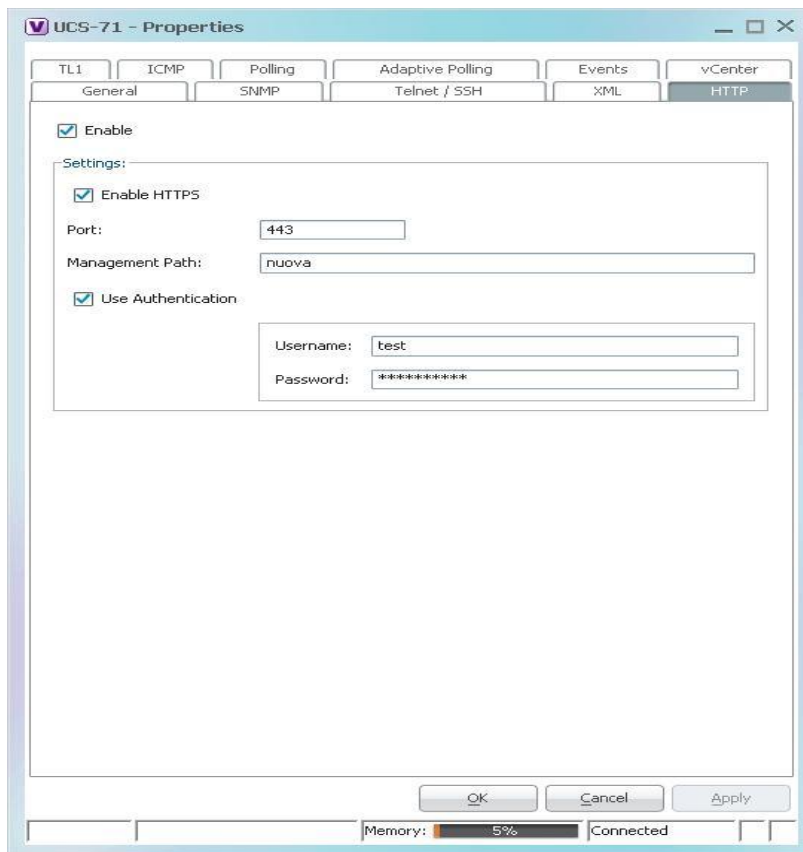 UCS-71 - Properties
TL1 ICMP Polling Adaptive Polling Events vCenter
General SNMP Telnet / SSH XML HTTP
Enable
Settings:
Enable HTTPS
Port: 443
Management Path: nuova
Use Authentication
Username: test
Password: **********
OK Cancel Apply
Memory: 5% Connected